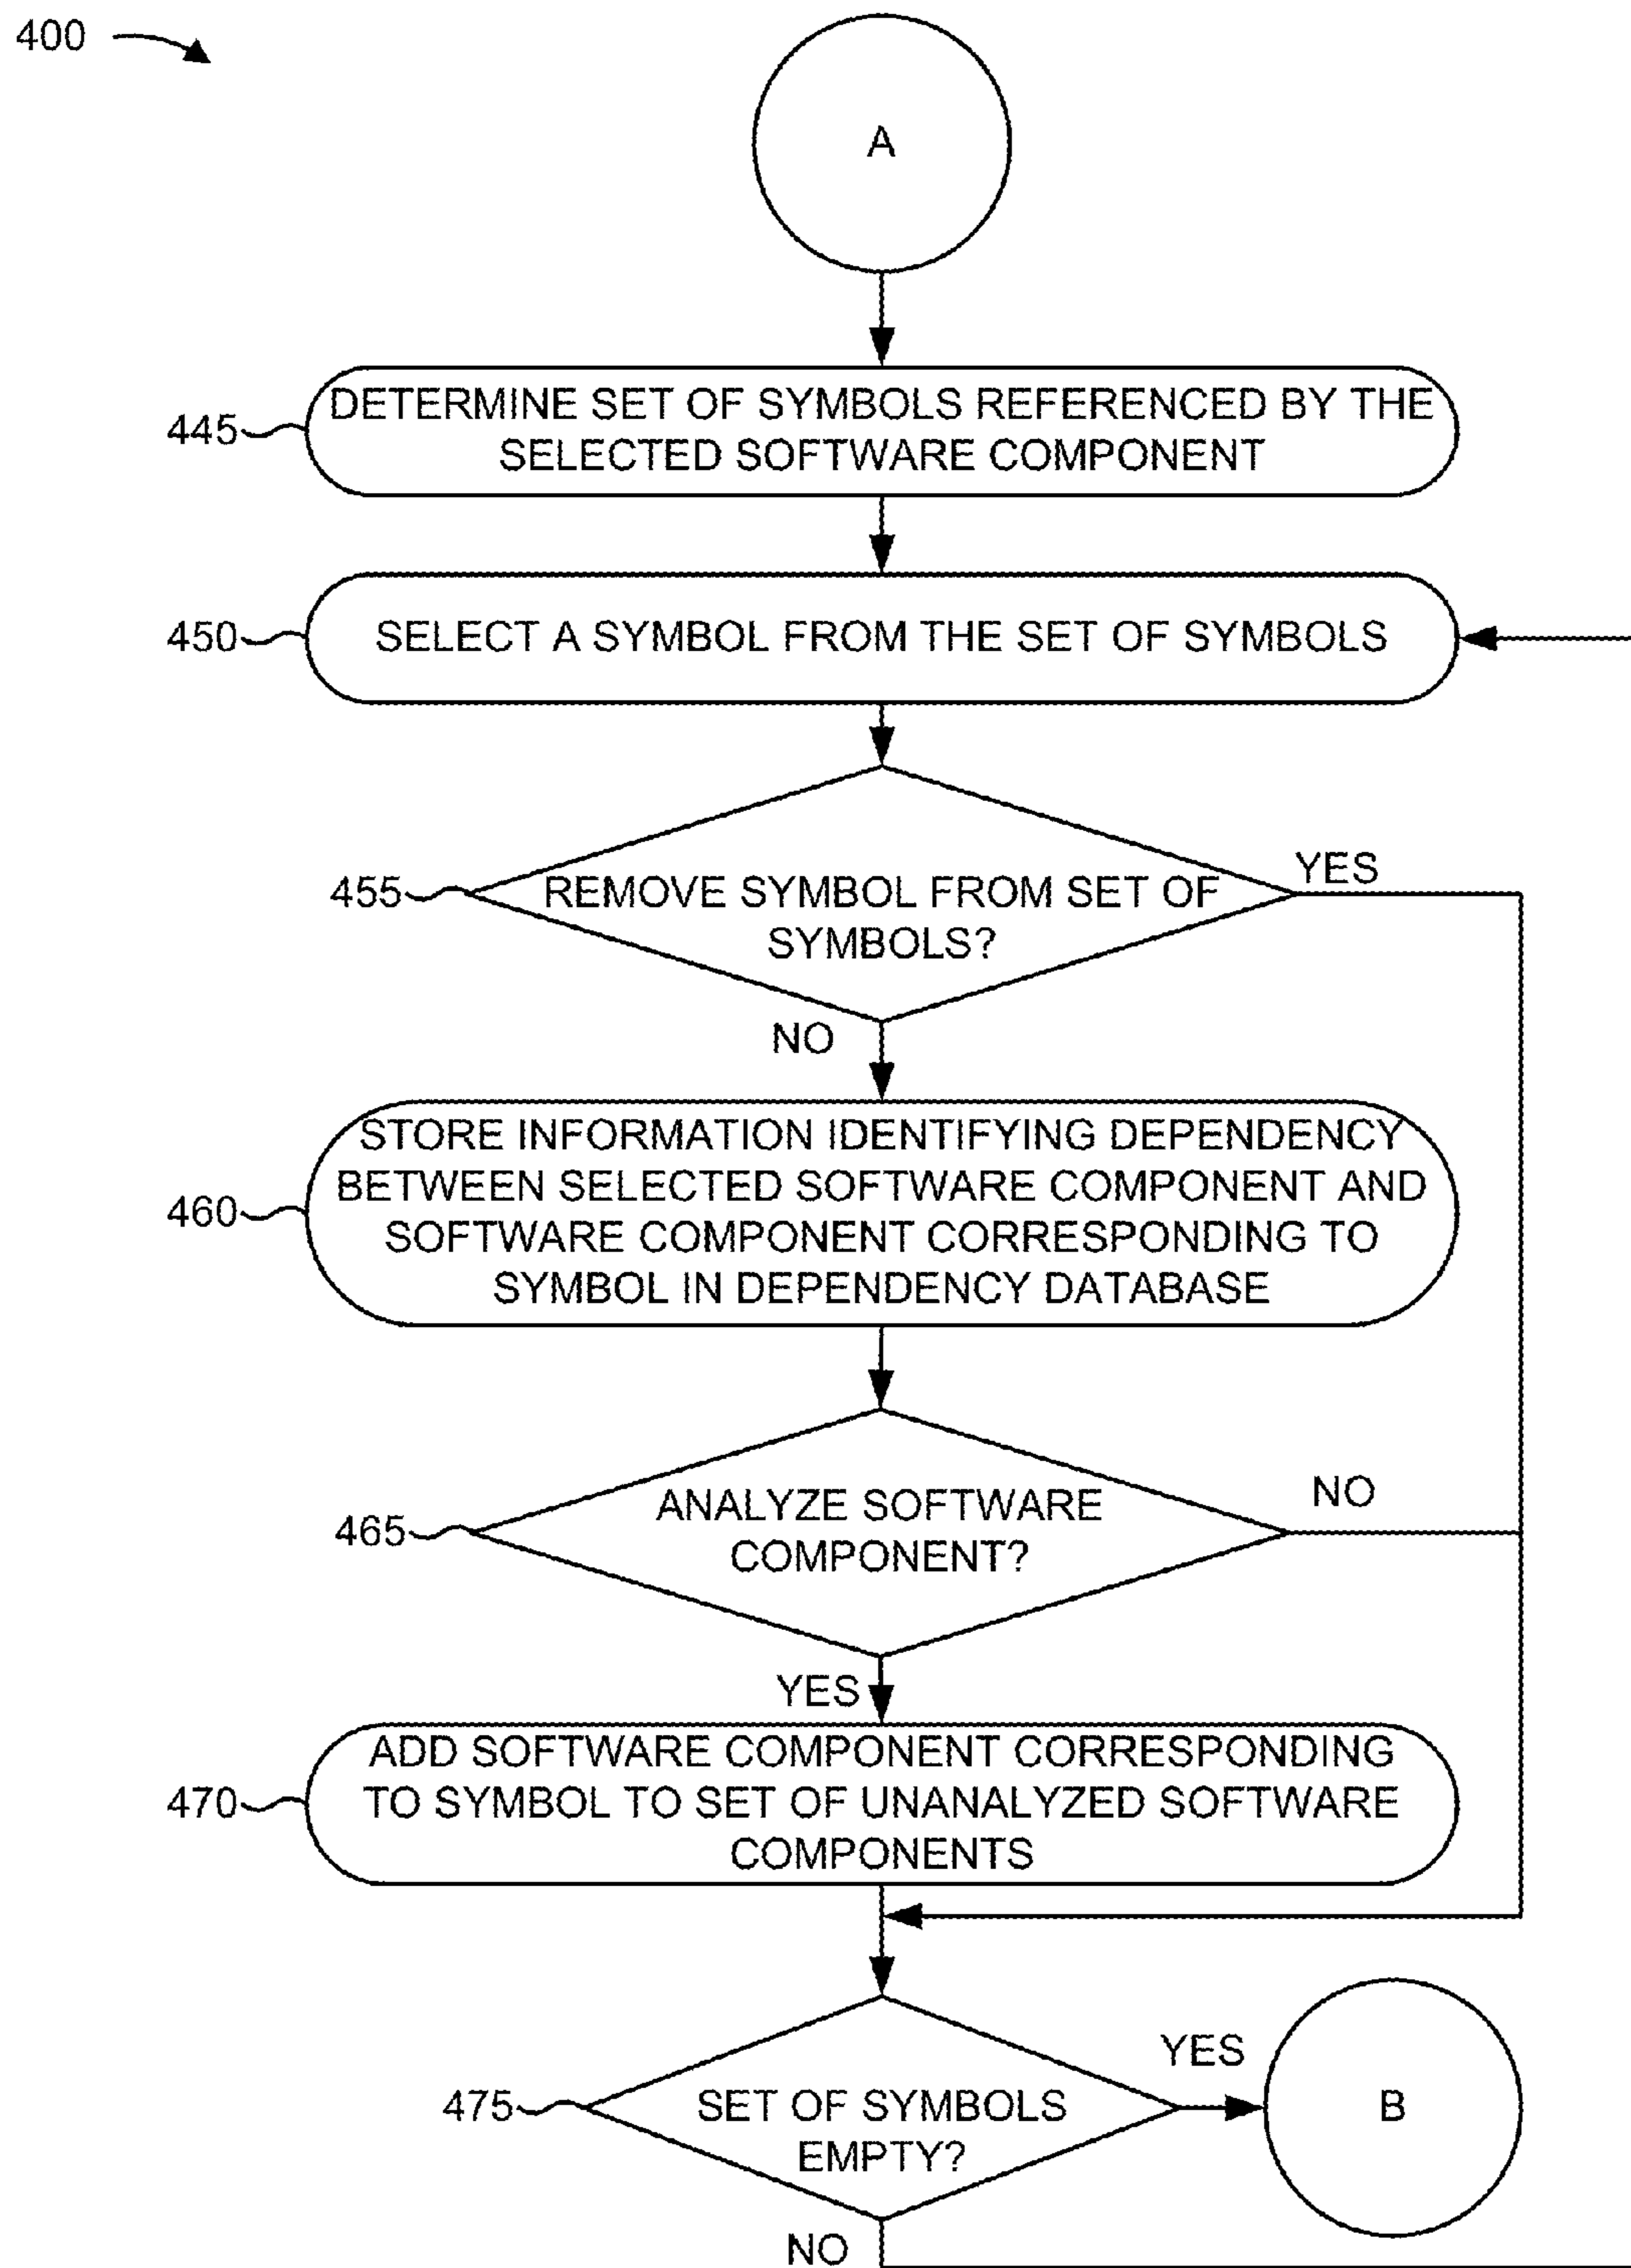 400
A
445
DETERMINE SET OF SYMBOLS REFERENCED BY THE
SELECTED SOFTWARE COMPONENT
450
SELECT A SYMBOL FROM THE SET OF SYMBOLS
455
REMOVE SYMBOL FROM SET OF
SYMBOLS?
YES
NO
460
STORE INFORMATION IDENTIFYING DEPENDENCY
BETWEEN SELECTED SOFTWARE COMPONENT AND
SOFTWARE COMPONENT CORRESPONDING TO
SYMBOL IN DEPENDENCY DATABASE
465
ANALYZE SOFTWARE
COMPONENT?
NO
YES
470
ADD SOFTWARE COMPONENT CORRESPONDING
TO SYMBOL TO SET OF UNANALYZED SOFTWARE
COMPONENTS
475
SET OF SYMBOLS
EMPTY?
YES
B
NO